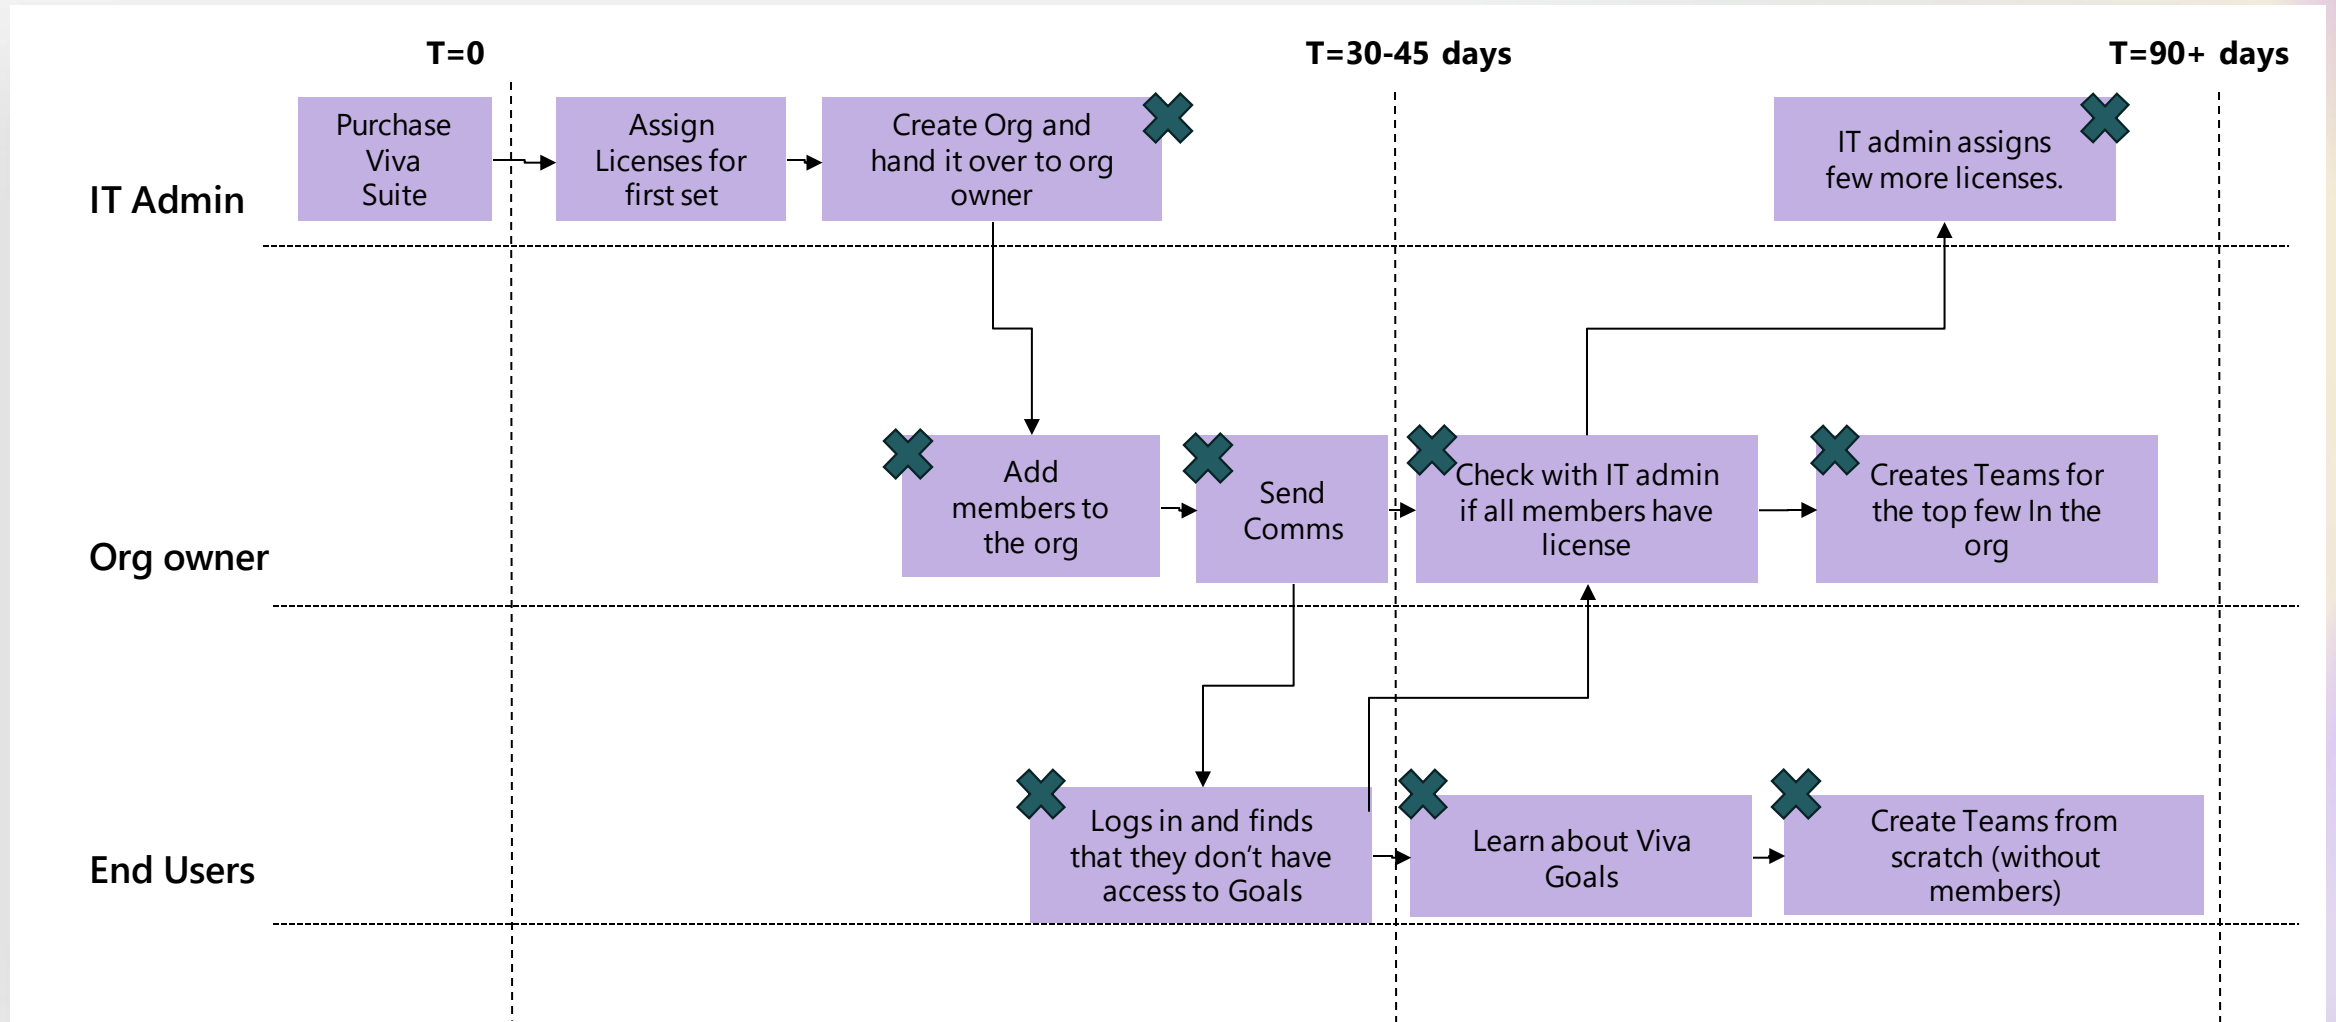 T=0
T=30-45 days
T=90+ days
IT Admin
Purchase
Viva
Suite
Assign
Licenses for
first set
Create Org and
hand it over to org
owner
IT admin assigns
few more licenses.
Org owner
Add
members to
the org
Send
Comms
Check with IT admin
if all members have
license
Creates Teams for
the top few In the
org
End Users
Logs in and finds
that they don’t have
access to Goals
Learn about Viva
Goals
Create Teams from
scratch (without
members)